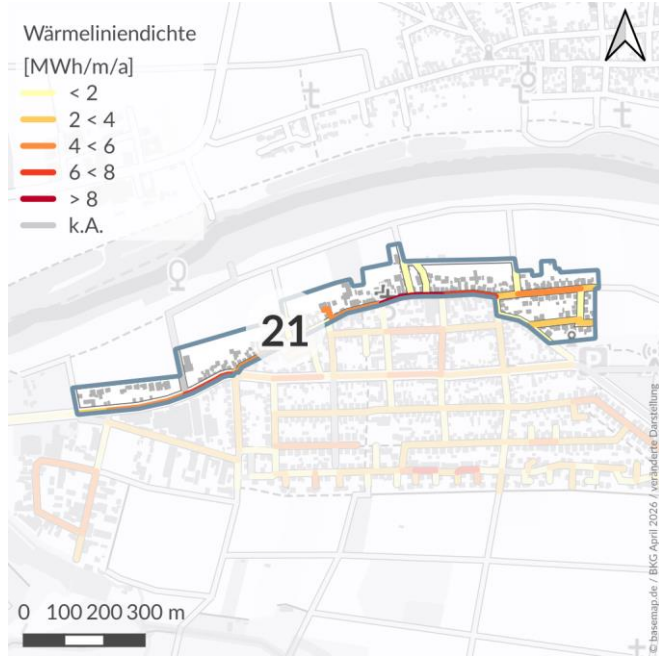 Wärmeliniendichte
[MWh/m/a]
< 2
2 < 4
4 < 6
6 < 8
> 8
k.A.
21
0 100 200 300 m
© basemap.de / BKG April 2026 / veränderte Darstellung